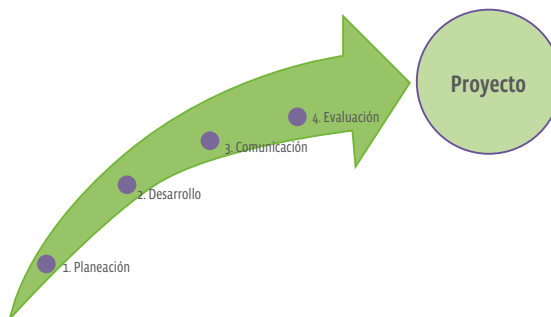 Proyecto
4. Evaluación
3. Comunicación
2. Desarrollo
1. Planeación